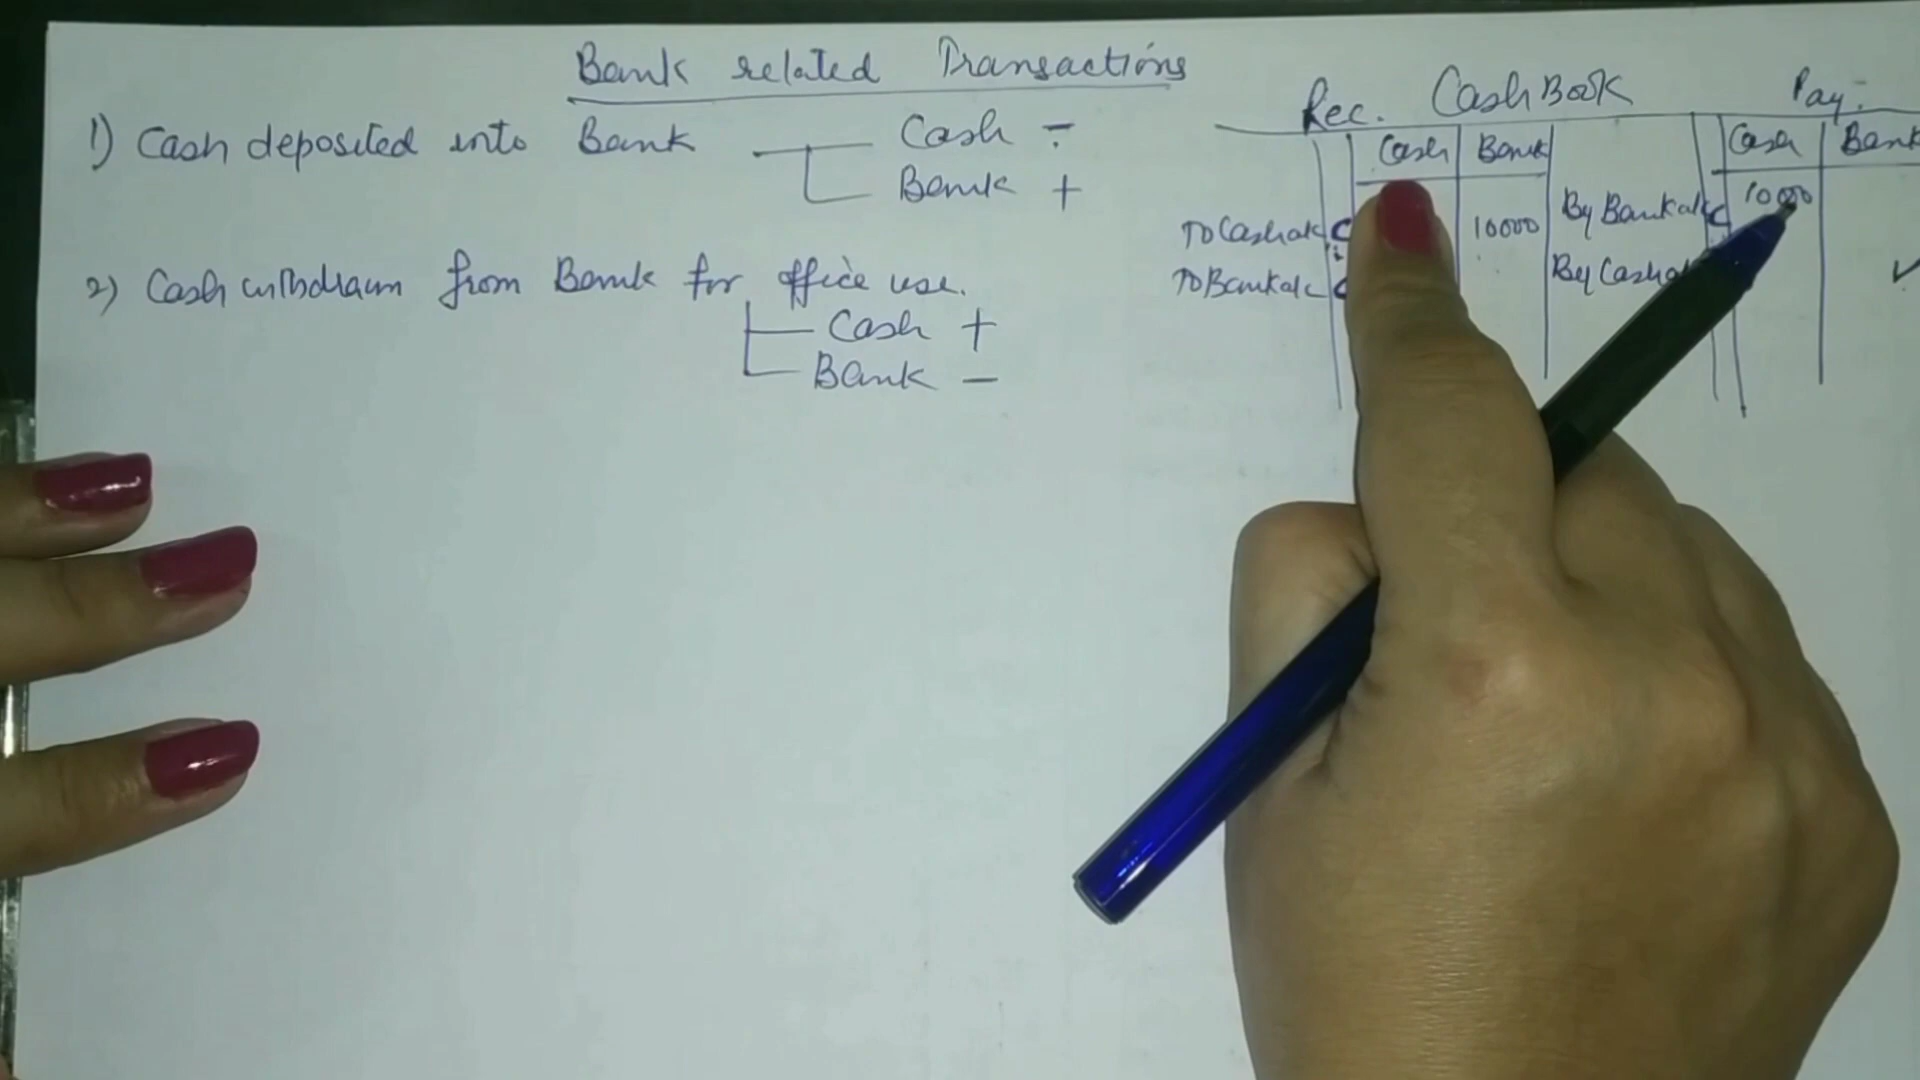 Bank related Transactions
1) Cash deposited into Bank
Cash -
Bank +
2) Cash withdrawn from Bank for office use.
Cash +
Bank -
Rec. Cash Book Pay.
Cash Bank Cash Bank
To Cash a/c C 10000 By Bank a/c C 10000
To Bank a/c C By Cash a ✓